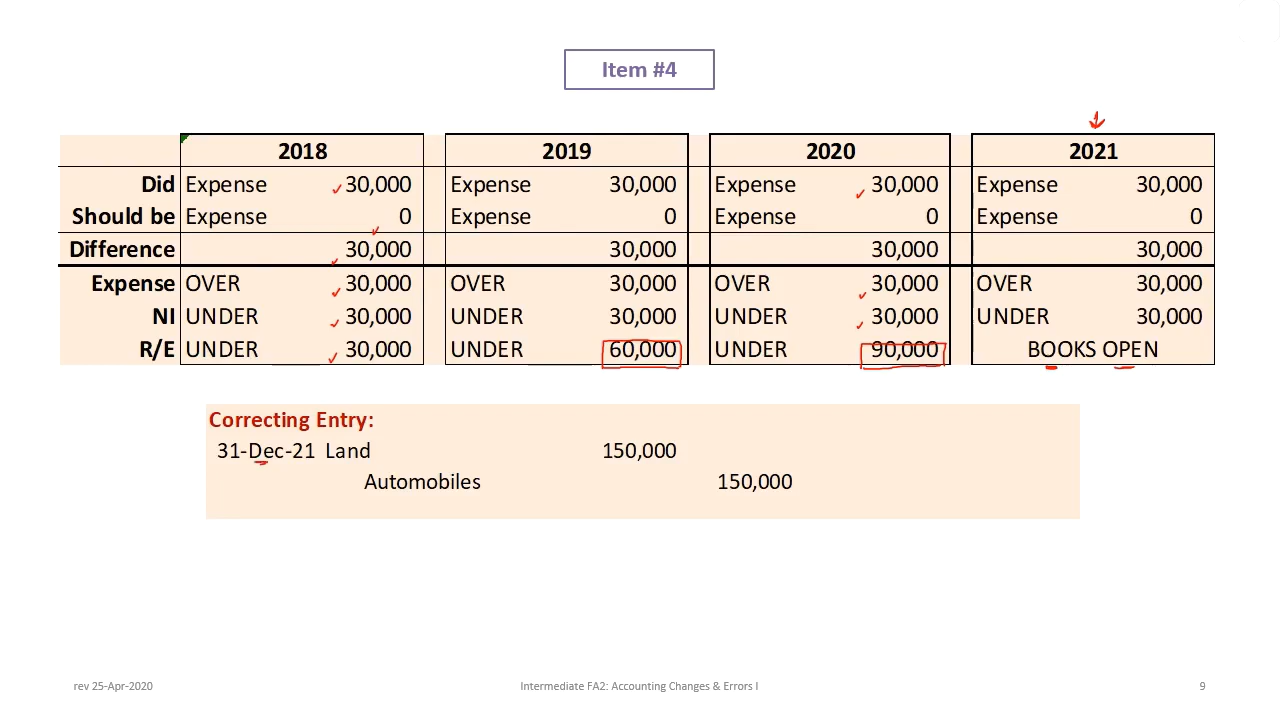 Item #4
2018 2019 2020 2021
Did Expense 30,000 Expense 30,000 Expense 30,000 Expense 30,000
Should be Expense 0 Expense 0 Expense 0 Expense 0
Difference 30,000 30,000 30,000 30,000
Expense OVER 30,000 OVER 30,000 OVER 30,000 OVER 30,000
NI UNDER 30,000 UNDER 30,000 UNDER 30,000 UNDER 30,000
R/E UNDER 30,000 UNDER 60,000 UNDER 90,000 BOOKS OPEN
Correcting Entry:
31-Dec-21 Land 150,000
Automobiles 150,000
rev 25-Apr-2020 Intermediate FA2: Accounting Changes & Errors I 9